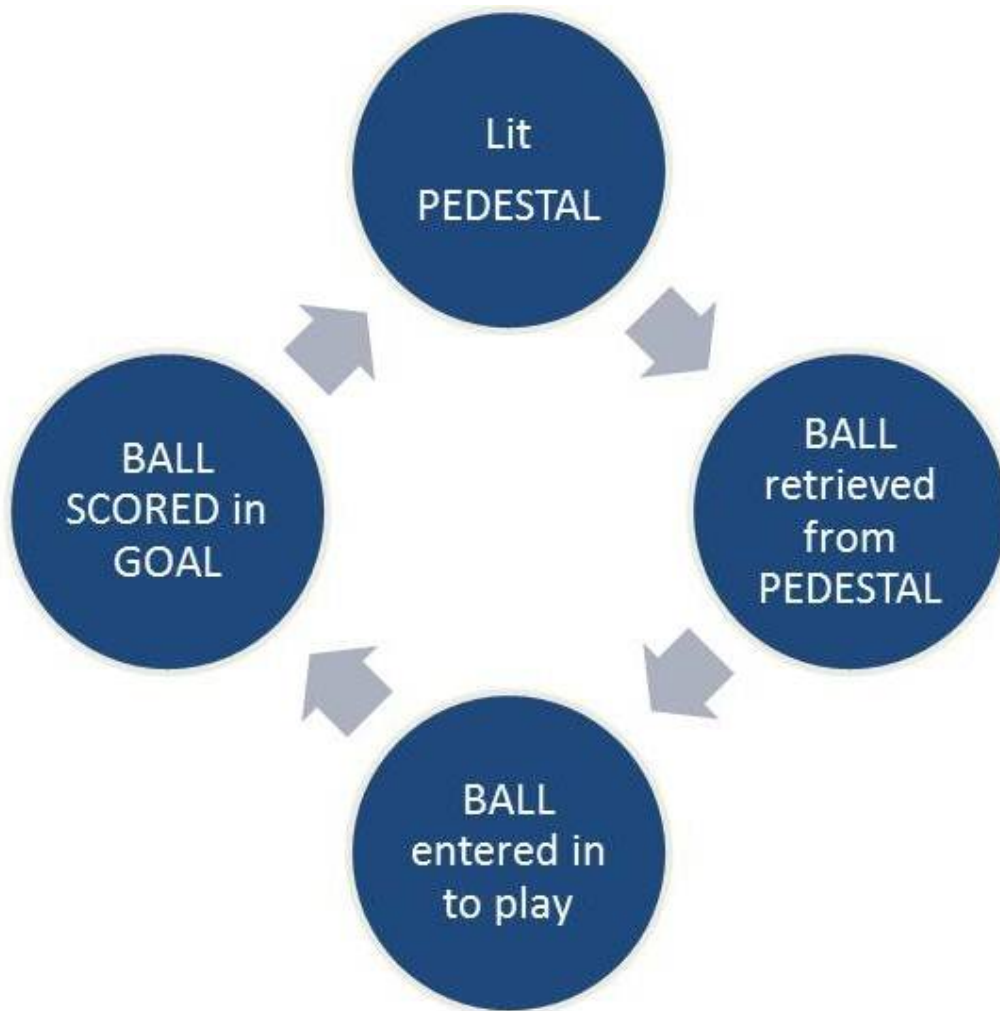 Lit
PEDESTAL
BALL
retrieved
from
PEDESTAL
BALL
entered in
to play
BALL
SCORED in
GOAL